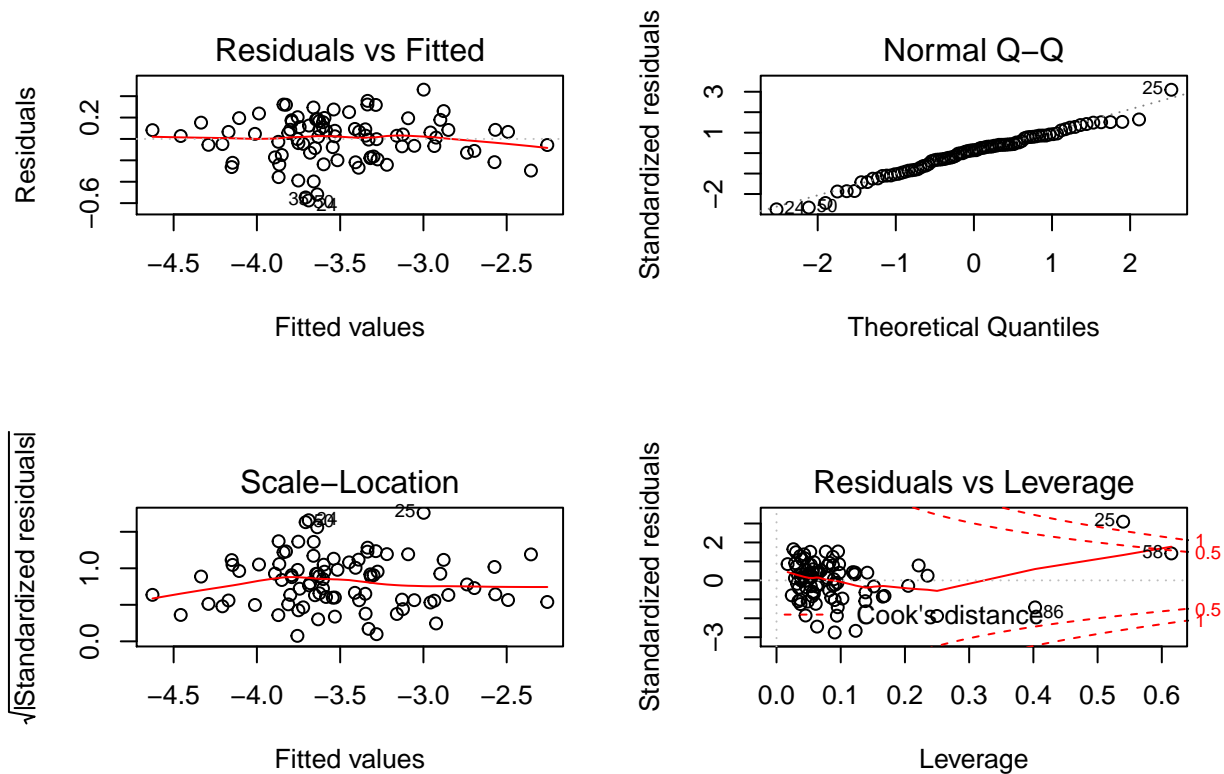 Residuals vs Fitted
Residuals
0.2
−0.6
24
−4.5 −4.0 −3.5 −3.0 −2.5
Fitted values
Normal Q−Q
Standardized residuals
3
1
−2
25
24
−2 −1 0 1 2
Theoretical Quantiles
Scale−Location
√|Standardized residuals|
1.0
0.0
24
25
−4.5 −4.0 −3.5 −3.0 −2.5
Fitted values
Residuals vs Leverage
Standardized residuals
2
0
−3
25
58
86
Cook's distance
1
0.5
0.5
1
0.0 0.1 0.2 0.3 0.4 0.5 0.6
Leverage